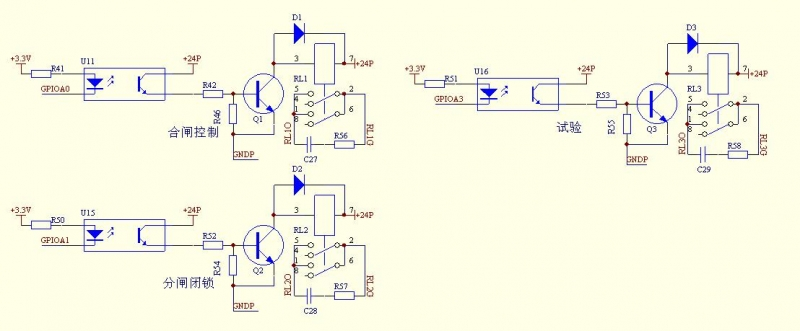 D1
+3.3V
R41
U11
+24P
3
7
+24P
GPIOA0
R42
RL1
5
4
1
8
2
6
R46
Q1
合闸控制
RL1O
RL1G
R56
C27
GNDP
D2
+3.3V
R50
U15
+24P
3
7
+24P
GPIOA1
R52
RL2
5
4
1
8
2
6
R54
Q2
分闸闭锁
RL2O
RL2G
R57
C28
GNDP
D3
+3.3V
R51
U16
+24P
3
7
+24P
GPIOA3
R53
RL3
5
4
1
8
2
6
R55
Q3
试验
RL3O
RL3G
R58
C29
GNDP